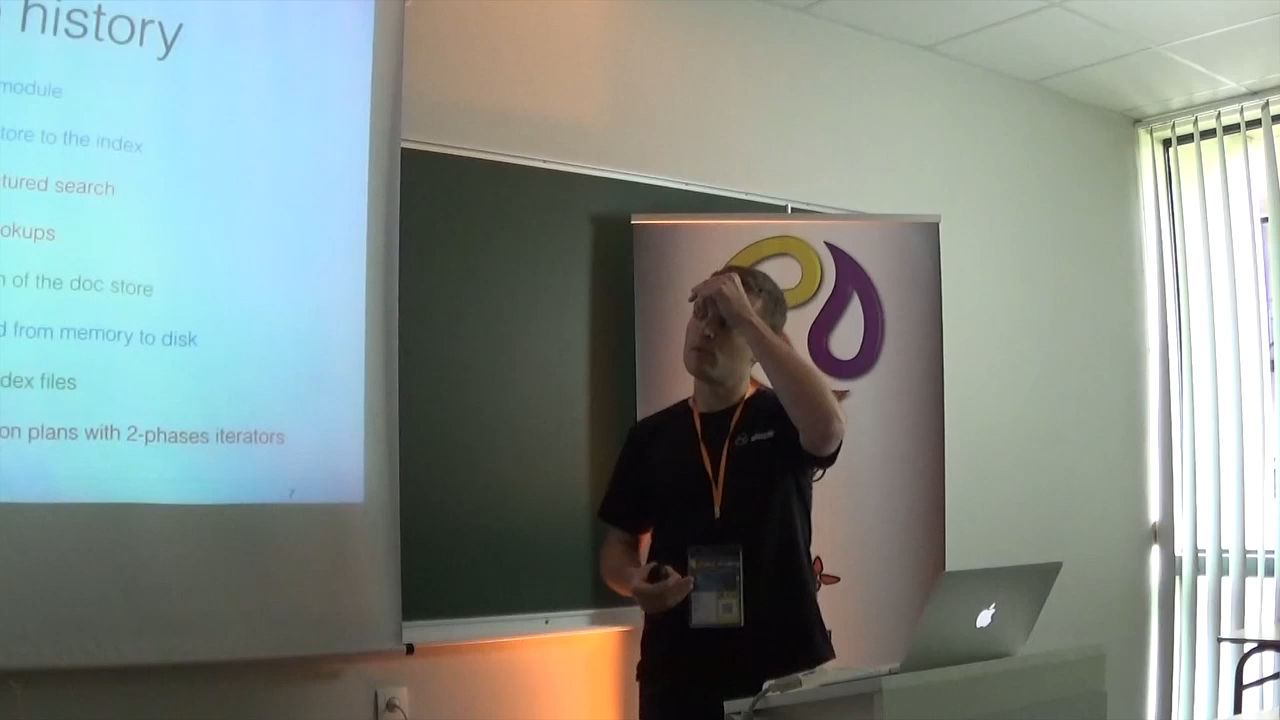 history
module
tore to the index
tured search
okups
n of the doc store
d from memory to disk
dex files
on plans with 2-phases iterators
7